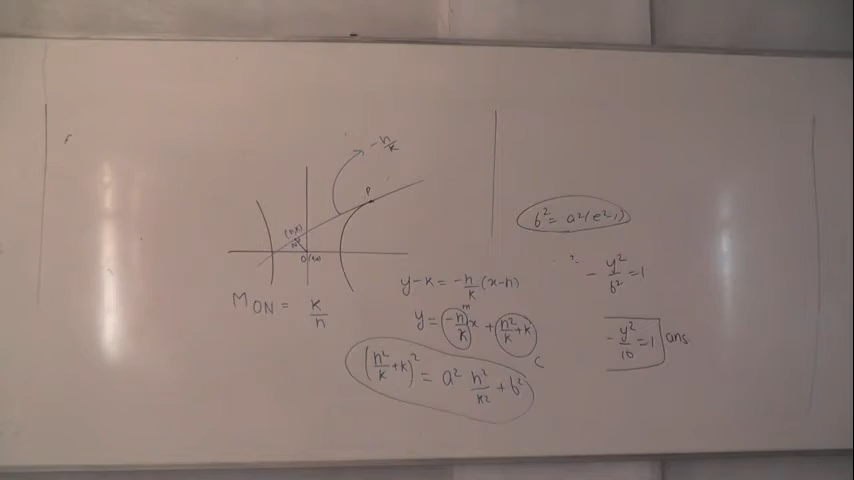 -h/k
P
(h,k)
N
O (0,0)
M_ON = k/h
y-k = -h/k (x-h)
m
y = (-h/k)x + (h²/k + k)
c
(h²/k + k)² = a² h²/k² + b²
b² = a²(e²-1)
- y²/b² = 1
- y²/10 = 1 ans